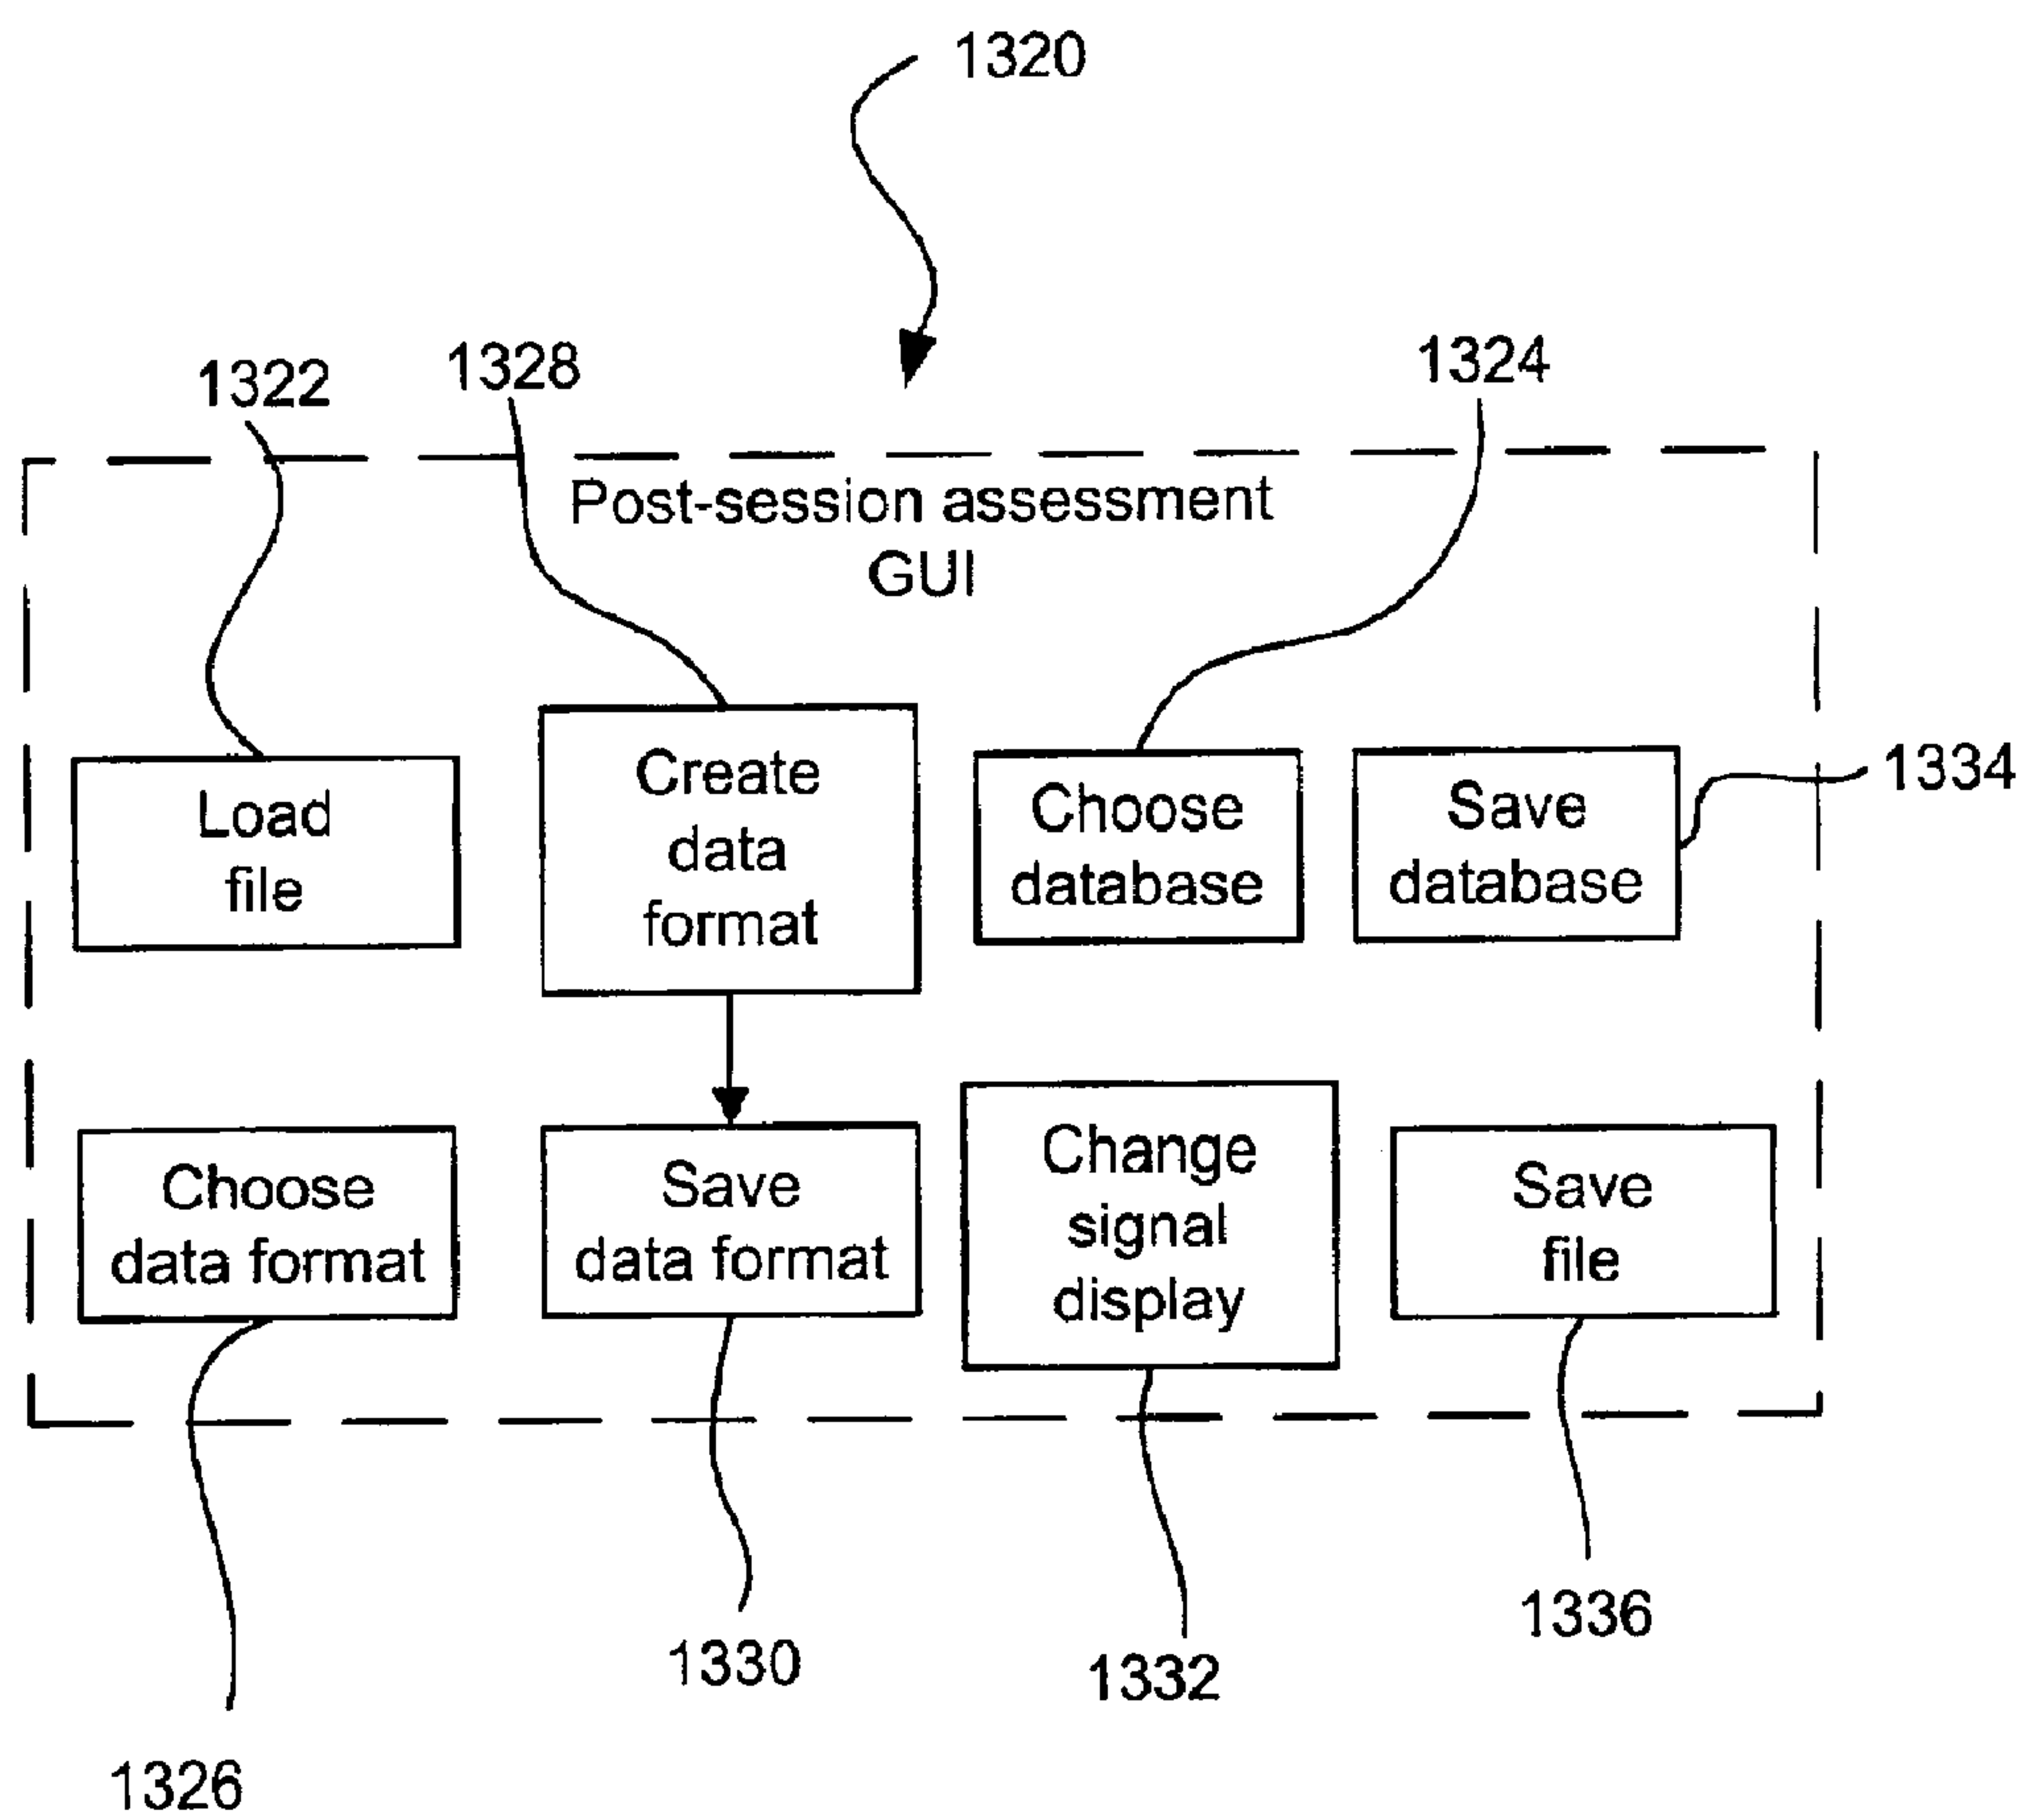 1320
1322
1328
1324
Post-session assessment
GUI
Load
file
Create
data
format
Choose
database
Save
database
1334
Choose
data format
Save
data format
Change
signal
display
Save
file
1326
1330
1332
1336